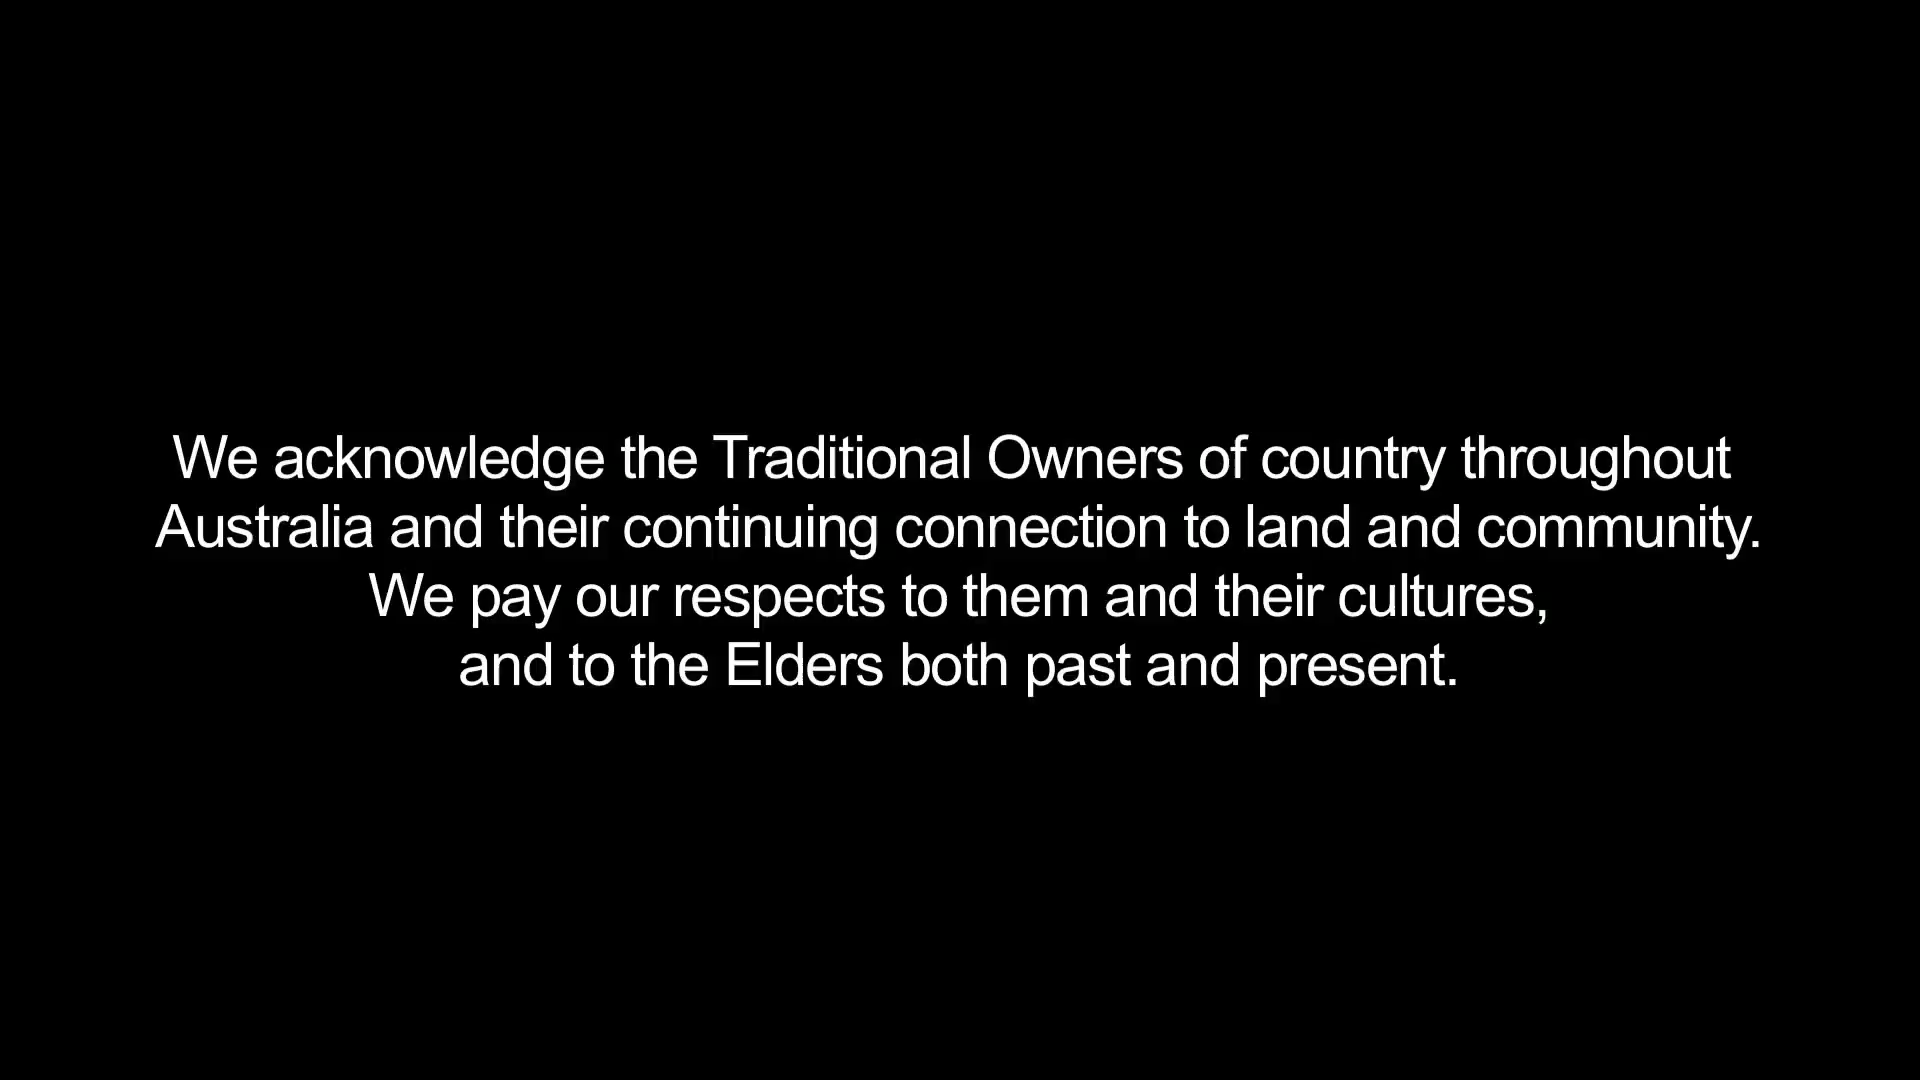 We acknowledge the Traditional Owners of country throughout
Australia and their continuing connection to land and community.
We pay our respects to them and their cultures,
and to the Elders both past and present.